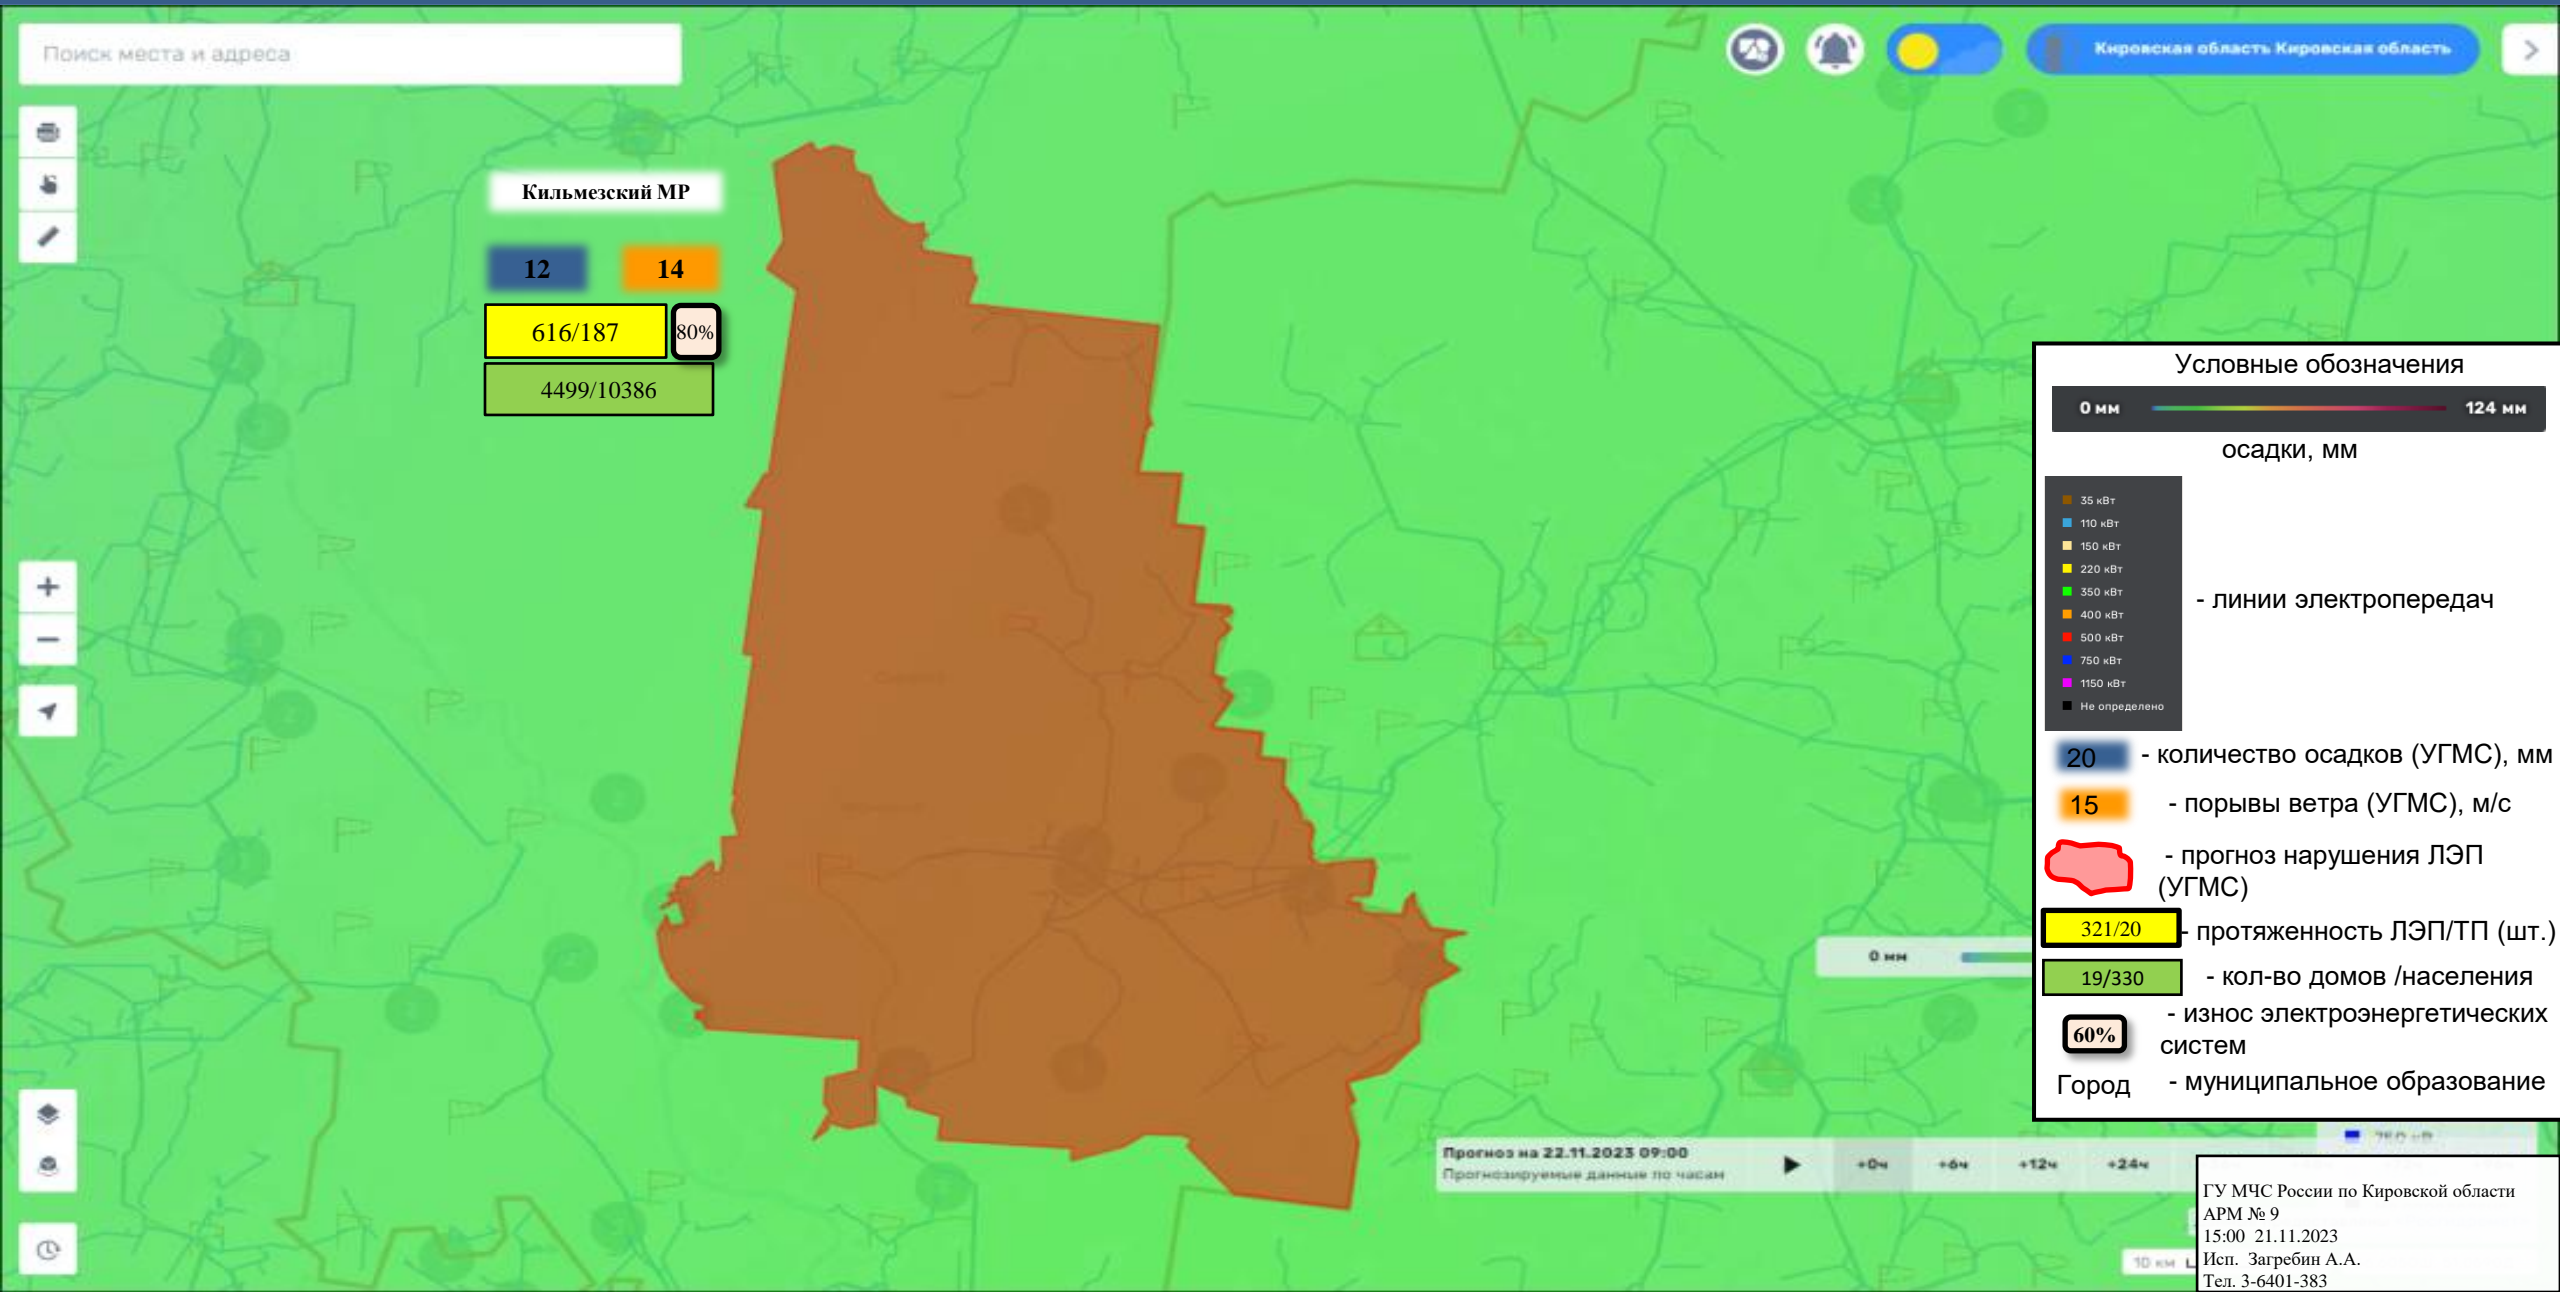 Поиск места и адреса
Кировская область Кировская область
Кильмезский МР
12
14
616/187
80%
4499/10386
Условные обозначения
0 мм
124 мм
осадки, мм
35 кВт
110 кВт
150 кВт
220 кВт
350 кВт
400 кВт
500 кВт
750 кВт
1150 кВт
Не определено
- линии электропередач
20
- количество осадков (УГМС), мм
15
- порывы ветра (УГМС), м/с
- прогноз нарушения ЛЭП
(УГМС)
321/20
- протяженность ЛЭП/ТП (шт.)
0 мм
19/330
- кол-во домов /населения
60%
- износ электроэнергетических
систем
Город
- муниципальное образование
750 кВ
Прогноз на 22.11.2023 09:00
Прогнозируемые данные по часам
+0ч
+6ч
+12ч
+24ч
ГУ МЧС России по Кировской области
АРМ № 9
15:00 21.11.2023
Исп. Загребин А.А.
Тел. 3-6401-383
10 км